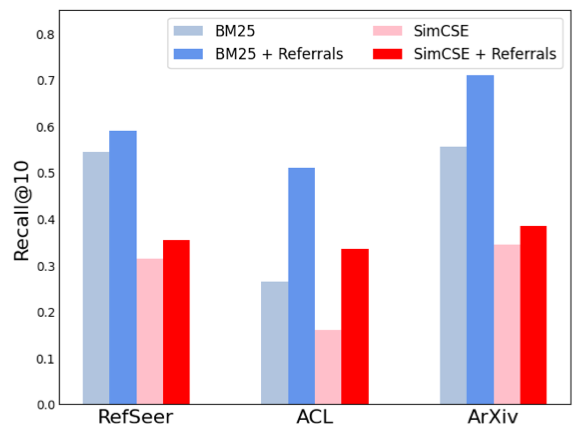 BM25
BM25 + Referrals
SimCSE
SimCSE + Referrals
Recall@10
0.8
0.7
0.6
0.5
0.4
0.3
0.2
0.1
0.0
RefSeer ACL ArXiv